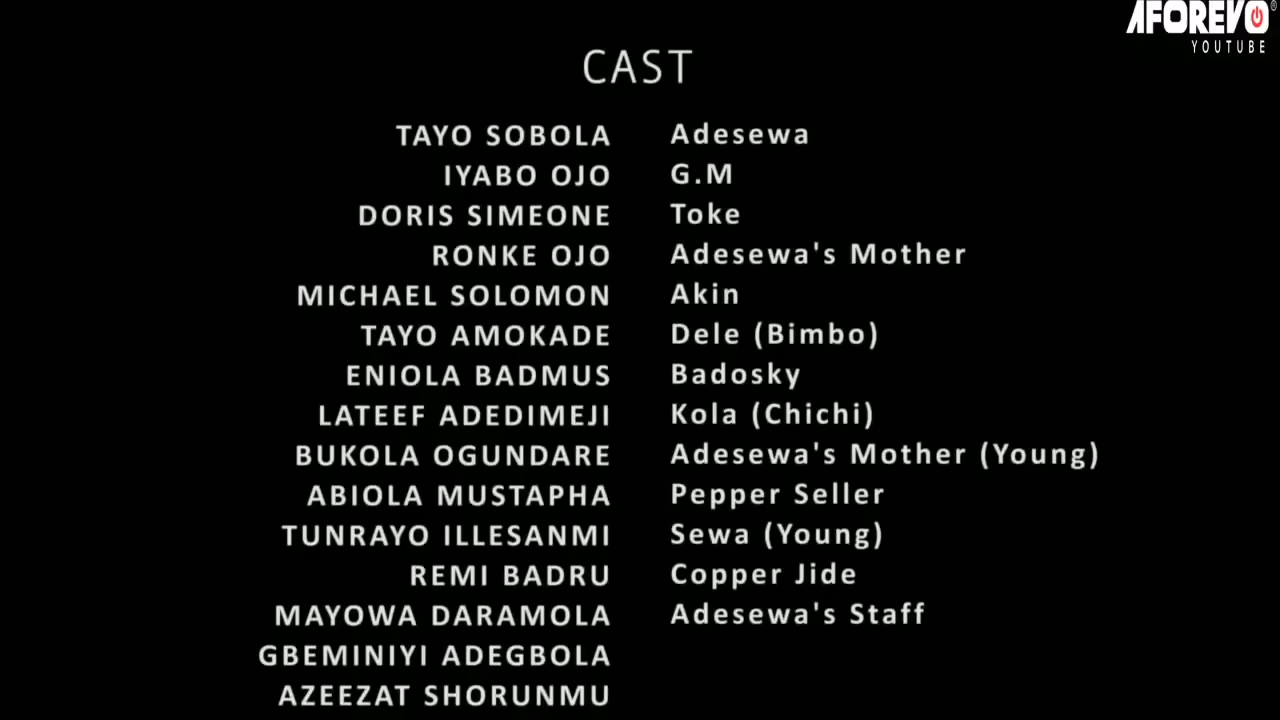 AFOREVO
YOUTUBE
CAST
TAYO SOBOLA Adesewa
IYABO OJO G.M
DORIS SIMEONE Toke
RONKE OJO Adesewa's Mother
MICHAEL SOLOMON Akin
TAYO AMOKADE Dele (Bimbo)
ENIOLA BADMUS Badosky
LATEEF ADEDIMEJI Kola (Chichi)
BUKOLA OGUNDARE Adesewa's Mother (Young)
ABIOLA MUSTAPHA Pepper Seller
TUNRAYO ILLESANMI Sewa (Young)
REMI BADRU Copper Jide
MAYOWA DARAMOLA Adesewa's Staff
GBEMINIYI ADEGBOLA
AZEEZAT SHORUNMU